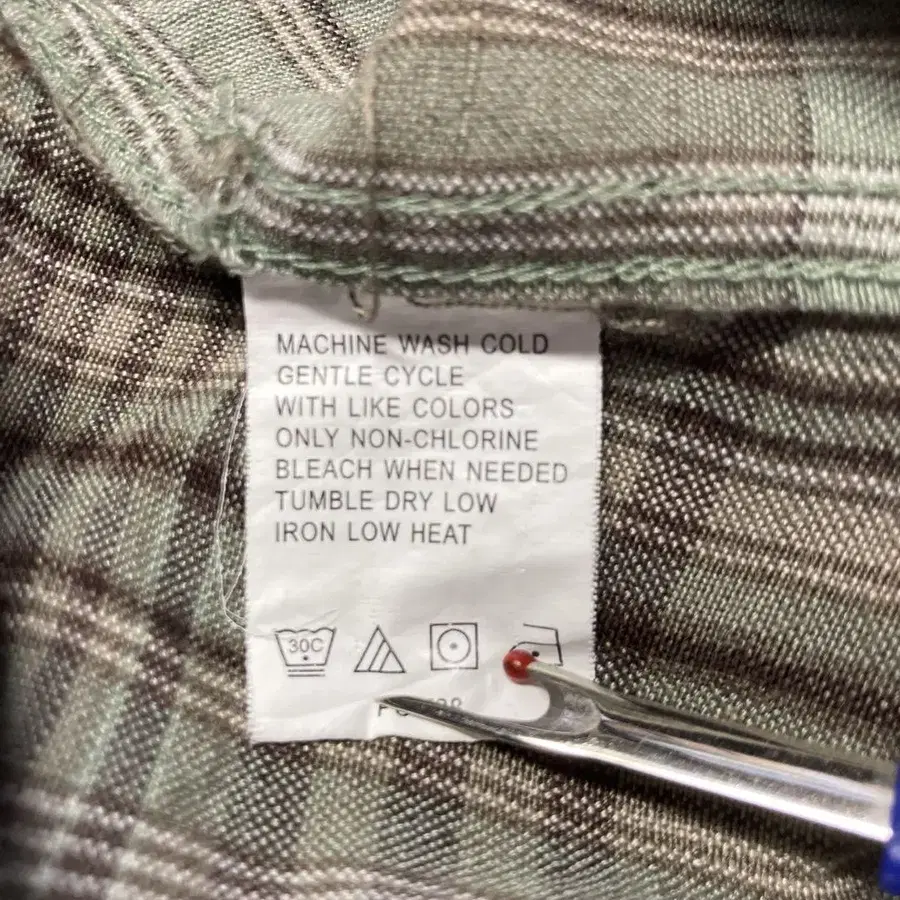 MACHINE WASH COLD
GENTLE CYCLE
WITH LIKE COLORS
ONLY NON-CHLORINE
BLEACH WHEN NEEDED
TUMBLE DRY LOW
IRON LOW HEAT
30C